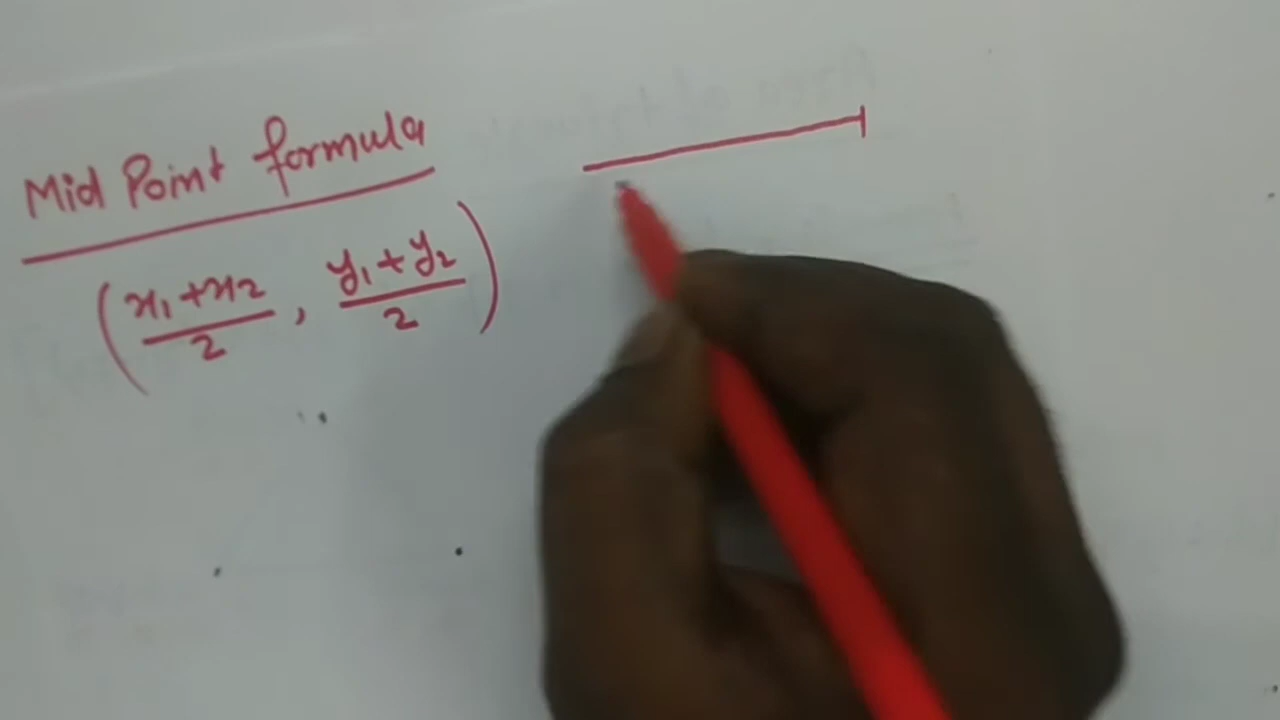 Mid Point formula
(x₁+x₂/2, y₁+y₂/2)